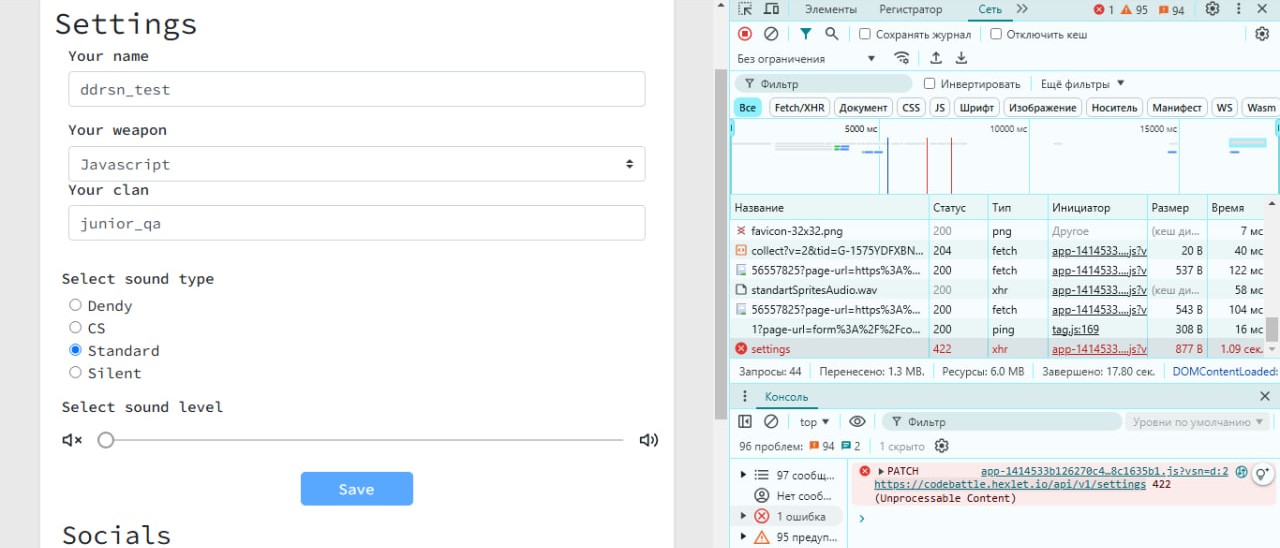 Settings
Your name
ddrsn_test
Your weapon
Javascript
Your clan
junior_qa
Select sound type
Dendy
CS
Standard
Silent
Select sound level
Save
Socials
Элементы Регистратор Сеть 1 95 94
Сохранять журнал Отключить кеш
Без ограничения
Фильтр Инвертировать Ещё фильтры
Все Fetch/XHR Документ CSS JS Шрифт Изображение Носитель Манифест WS Wasm
5000 мс 10000 мс 15000 мс
Название Статус Тип Инициатор Размер Время
favicon-32x32.png 200 png Другое (кеш ди... 7 мс
collect?v=2&tid=G-1575YDFXBN... 204 fetch app-1414533....js?v 20 B 40 мс
56557825?page-url=https%3A%... 200 fetch app-1414533....js?v 537 B 122 мс
standartSpritesAudio.wav 200 xhr app-1414533....js?v (кеш ди... 58 мс
56557825?page-url=https%3A%... 200 fetch app-1414533....js?v 543 B 104 мс
1?page-url=form%3A%2F%2Fco... 200 ping tag.js:169 308 B 16 мс
settings 422 xhr app-1414533....js?v 877 B 1.09 сек.
Запросы: 44 Перенесено: 1.3 MB. Ресурсы: 6.0 MB Завершено: 17.80 сек. DOMContentLoaded:
Консоль
top Фильтр Уровни по умолчанию
96 проблем: 94 2 1 скрыто
97 сообщ...
Нет сооб...
1 ошибка
95 предуп...
PATCH app-1414533b126270c4…8c1635b1.js?vsn=d:2
https://codebattle.hexlet.io/api/v1/settings 422
(Unprocessable Content)